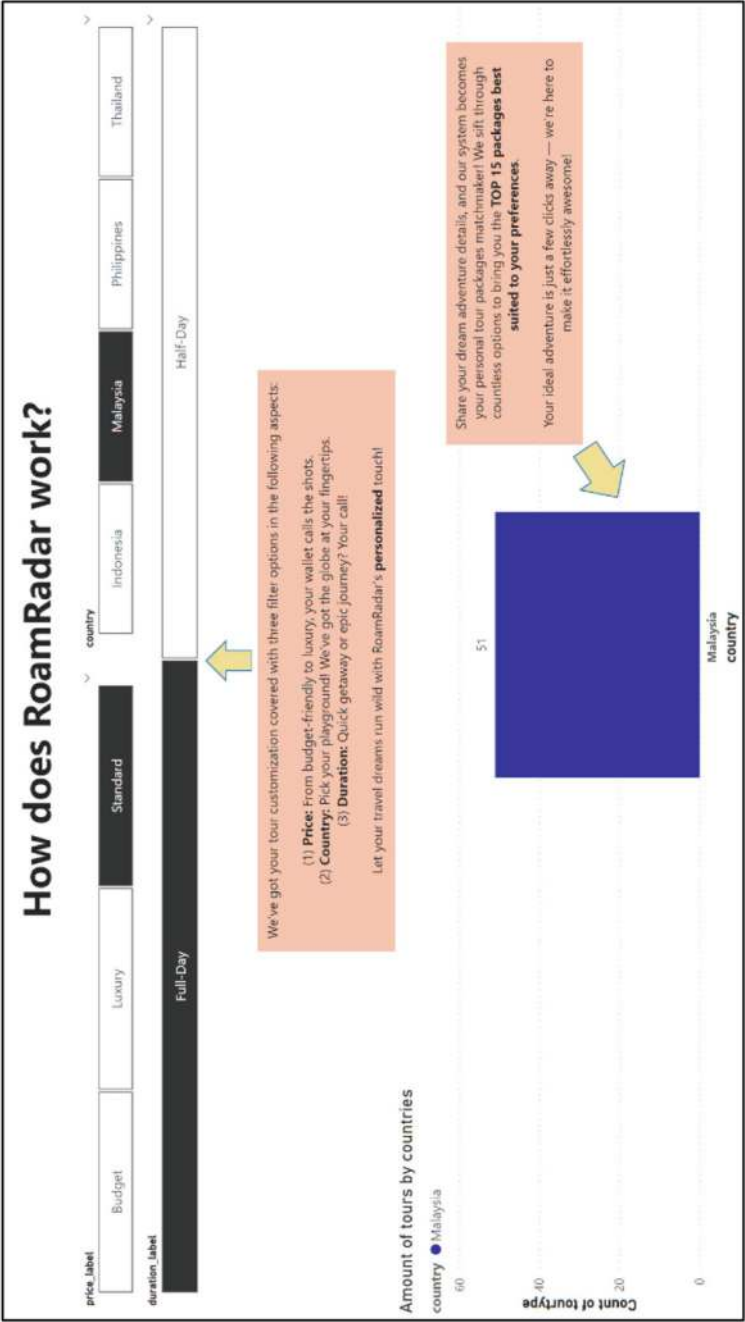 How does RoamRadar work?
price_label
Budget
Luxury
Standard
country
Indonesia
Malaysia
Philippines
Thailand
duration_label
Full-Day
Half-Day
We've got your tour customization covered with three filter options in the following aspects:
(1) Price: From budget-friendly to luxury, your wallet calls the shots.
(2) Country: Pick your playground! We've got the globe at your fingertips.
(3) Duration: Quick getaway or epic journey? Your call!
Let your travel dreams run wild with RoamRadar's personalized touch!
Amount of tours by countries
country Malaysia
Share your dream adventure details, and our system becomes
your personal tour packages matchmaker! We sift through
countless options to bring you the TOP 15 packages best
suited to your preferences.
Your ideal adventure is just a few clicks away — we're here to
make it effortlessly awesome!
Count of tourtype
60
40
20
0
51
Malaysia
country